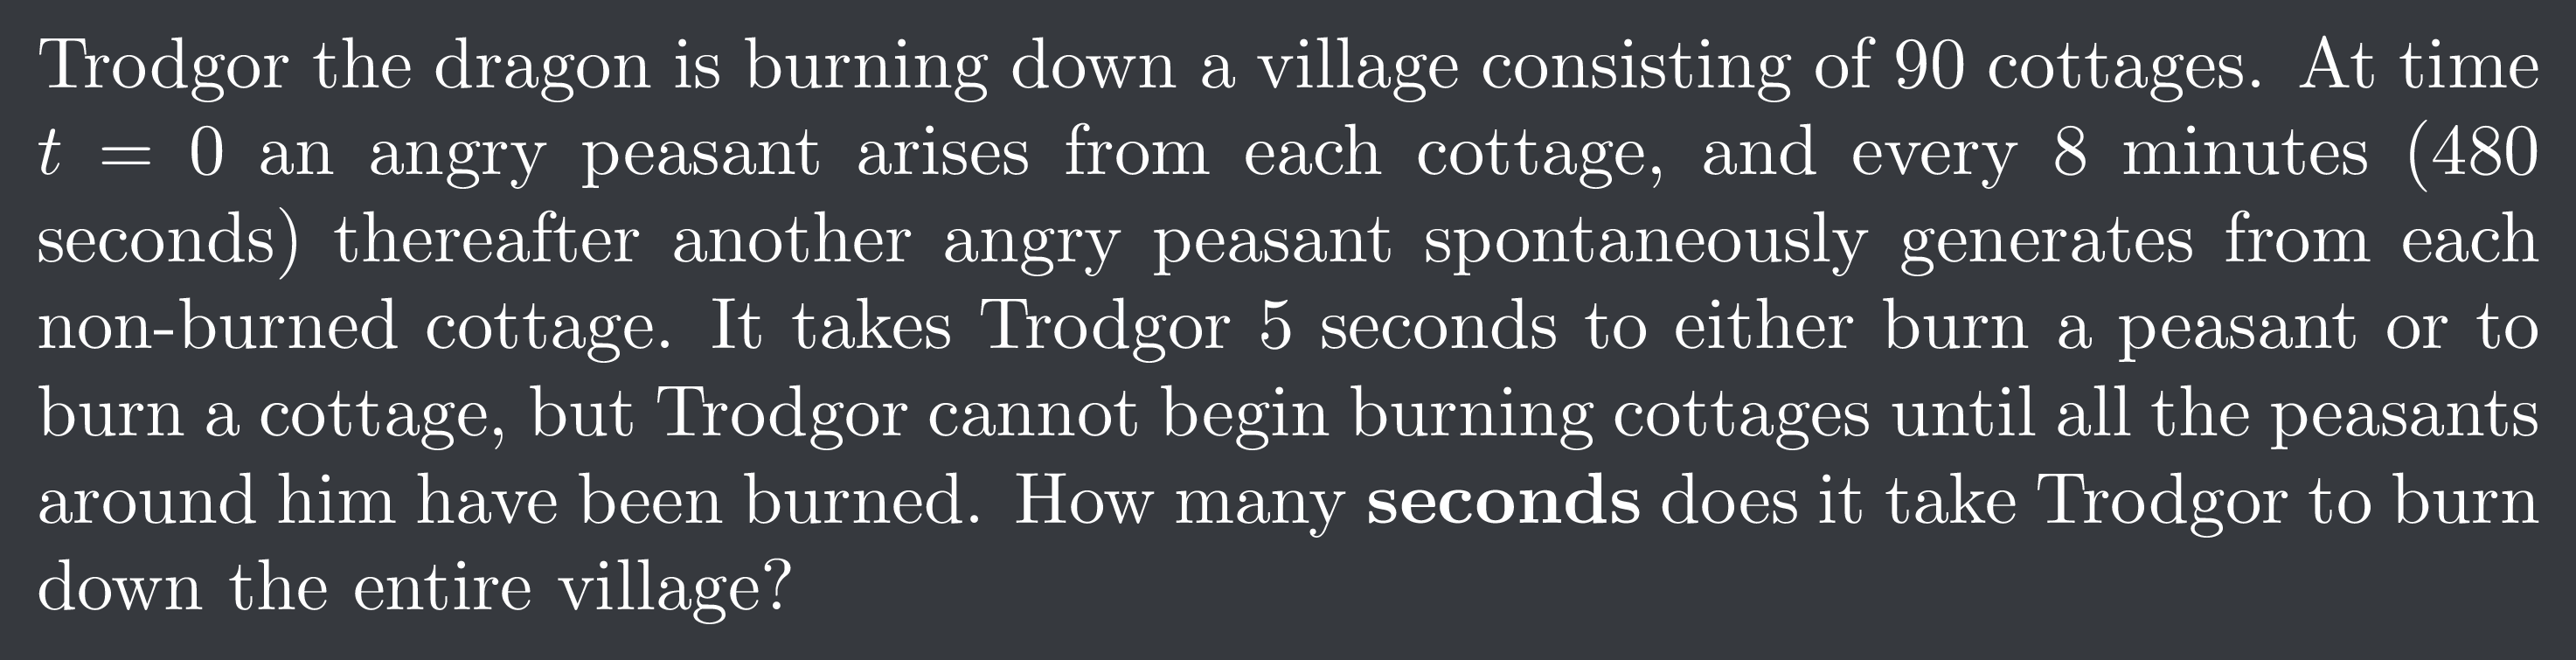 Trodgor the dragon is burning down a village consisting of 90 cottages. At time
t = 0 an angry peasant arises from each cottage, and every 8 minutes (480
seconds) thereafter another angry peasant spontaneously generates from each
non-burned cottage. It takes Trodgor 5 seconds to either burn a peasant or to
burn a cottage, but Trodgor cannot begin burning cottages until all the peasants
around him have been burned. How many seconds does it take Trodgor to burn
down the entire village?